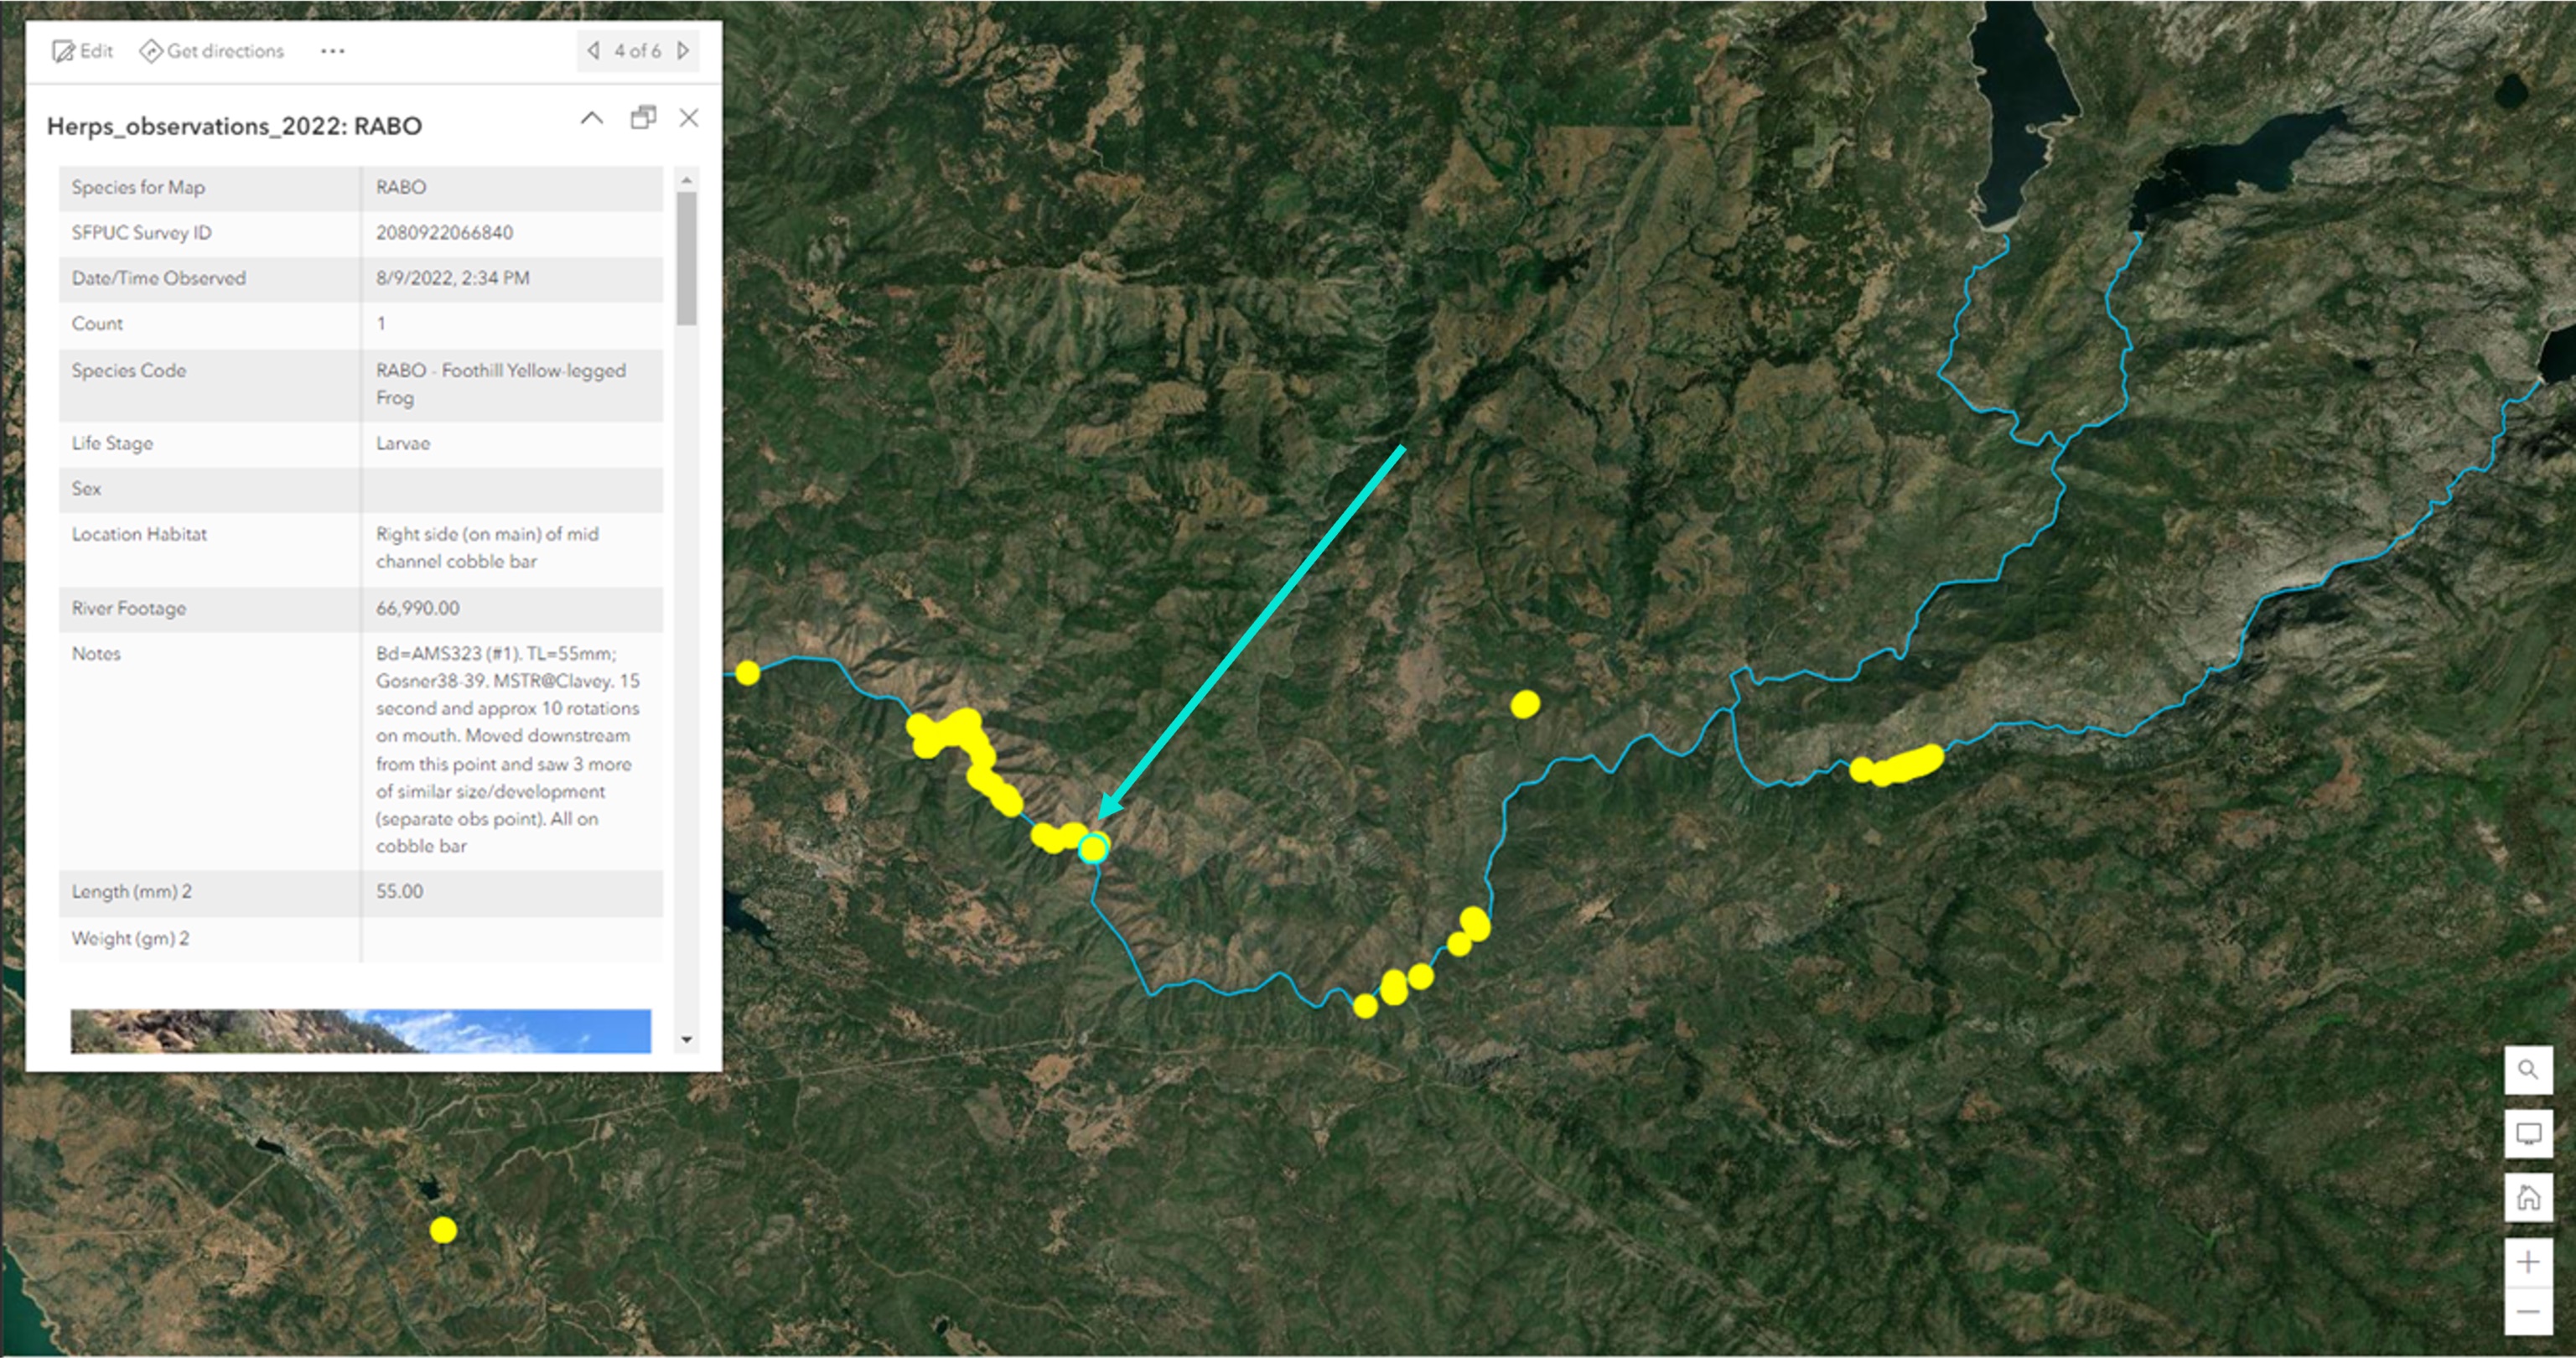 Edit Get directions ••• 4 of 6
Herps_observations_2022: RABO
Species for Map RABO
SFPUC Survey ID 2080922066840
Date/Time Observed 8/9/2022, 2:34 PM
Count 1
Species Code RABO - Foothill Yellow-legged
Frog
Life Stage Larvae
Sex
Location Habitat Right side (on main) of mid
channel cobble bar
River Footage 66,990.00
Notes Bd=AMS323 (#1). TL=55mm;
Gosner38-39. MSTR@Clavey. 15
second and approx 10 rotations
on mouth. Moved downstream
from this point and saw 3 more
of similar size/development
(separate obs point). All on
cobble bar
Length (mm) 2 55.00
Weight (gm) 2